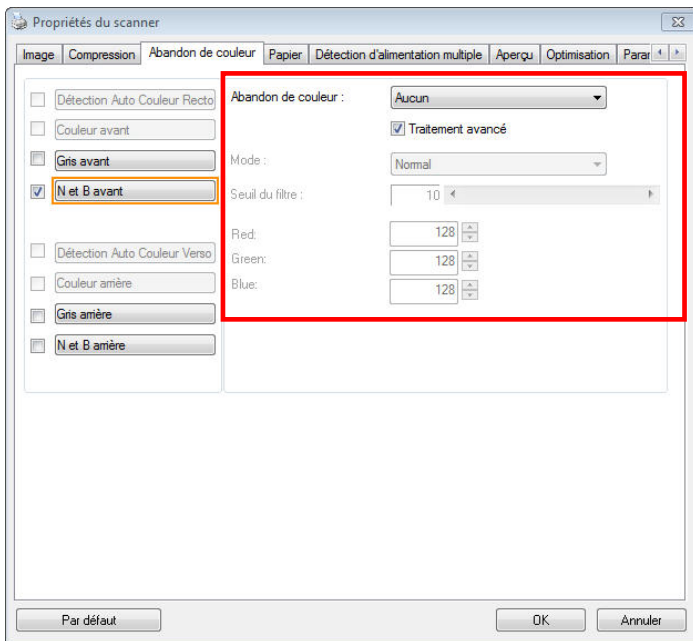 Propriétés du scanner
Image Compression Abandon de couleur Papier Détection d'alimentation multiple Aperçu Optimisation Parar
Détection Auto Couleur Recto
Couleur avant
Gris avant
N et B avant
Détection Auto Couleur Verso
Couleur arrière
Gris arrière
N et B arrière
Abandon de couleur : Aucun
Traitement avancé
Mode : Normal
Seuil du filtre : 10
Red: 128
Green: 128
Blue: 128
Par défaut OK Annuler